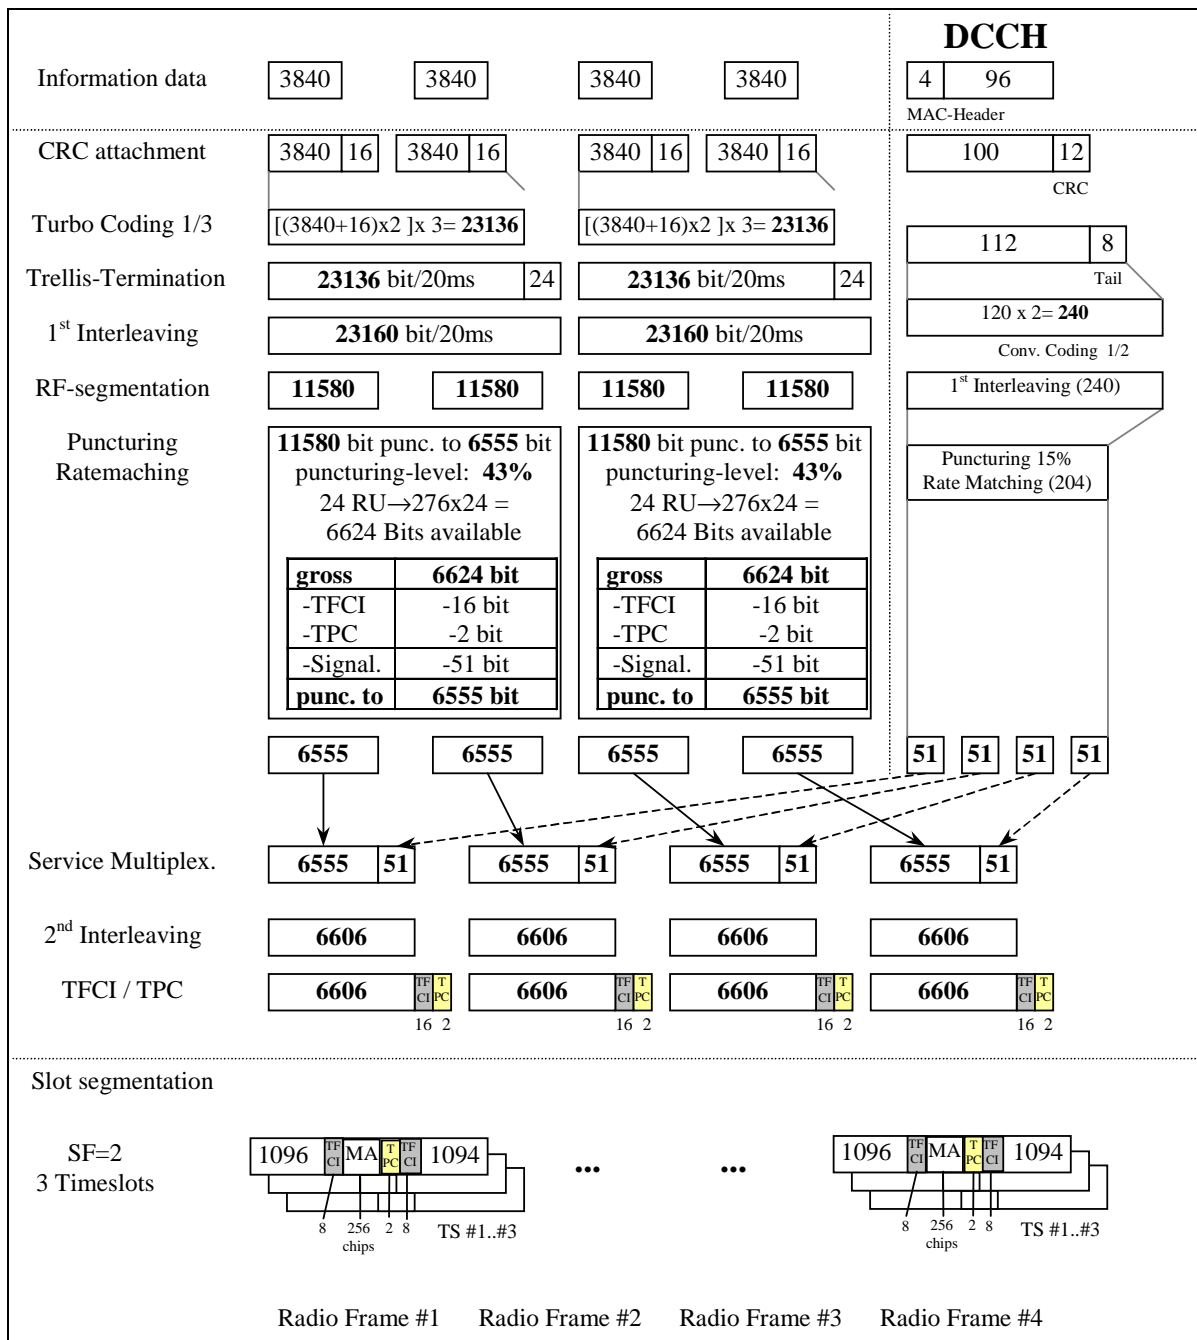 DCCH
Information data 3840 3840 3840 3840 4 96
MAC-Header
CRC attachment 3840 16 3840 16 3840 16 3840 16 100 12
CRC
Turbo Coding 1/3 [(3840+16)x2 ]x 3= 23136 [(3840+16)x2 ]x 3= 23136 112 8
Trellis-Termination 23136 bit/20ms 24 23136 bit/20ms 24 Tail
1st Interleaving 23160 bit/20ms 23160 bit/20ms 120 x 2= 240
Conv. Coding 1/2
RF-segmentation 11580 11580 11580 11580 1st Interleaving (240)
Puncturing 11580 bit punc. to 6555 bit 11580 bit punc. to 6555 bit Puncturing 15%
Ratemaching puncturing-level: 43% puncturing-level: 43% Rate Matching (204)
24 RU→276x24 = 24 RU→276x24 =
6624 Bits available 6624 Bits available
gross 6624 bit gross 6624 bit
-TFCI -16 bit -TFCI -16 bit
-TPC -2 bit -TPC -2 bit
-Signal. -51 bit -Signal. -51 bit
punc. to 6555 bit punc. to 6555 bit
6555 6555 6555 6555 51 51 51 51
Service Multiplex. 6555 51 6555 51 6555 51 6555 51
2nd Interleaving 6606 6606 6606 6606
TFCI / TPC 6606 TF CI T PC 6606 TF CI T PC 6606 TF CI T PC 6606 TF CI T PC
16 2 16 2 16 2 16 2
Slot segmentation
SF=2 1096 TF CI MA T PC TF CI 1094 ... ... 1096 TF CI MA T PC TF CI 1094
3 Timeslots
8 256 2 8 TS #1..#3 8 256 2 8 TS #1..#3
chips chips
Radio Frame #1 Radio Frame #2 Radio Frame #3 Radio Frame #4